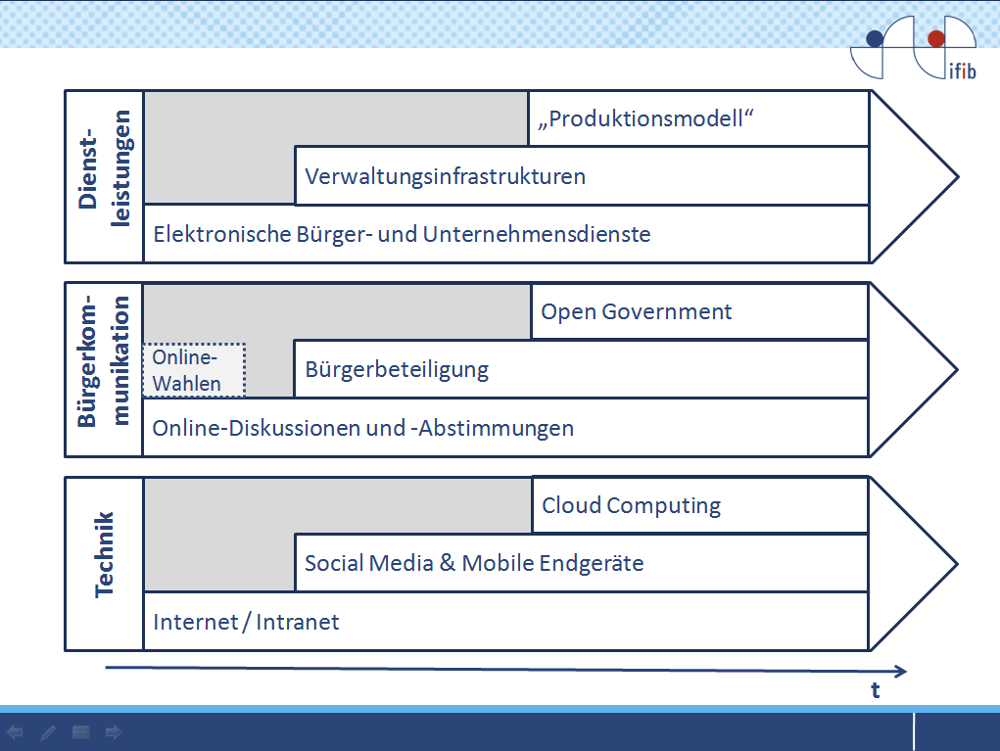 ifib
Dienst-
leistungen
„Produktionsmodell“
Verwaltungsinfrastrukturen
Elektronische Bürger- und Unternehmensdienste
Bürgerkom-
munikation
Open Government
Online-
Wahlen
Bürgerbeteiligung
Online-Diskussionen und -Abstimmungen
Technik
Cloud Computing
Social Media & Mobile Endgeräte
Internet / Intranet
t